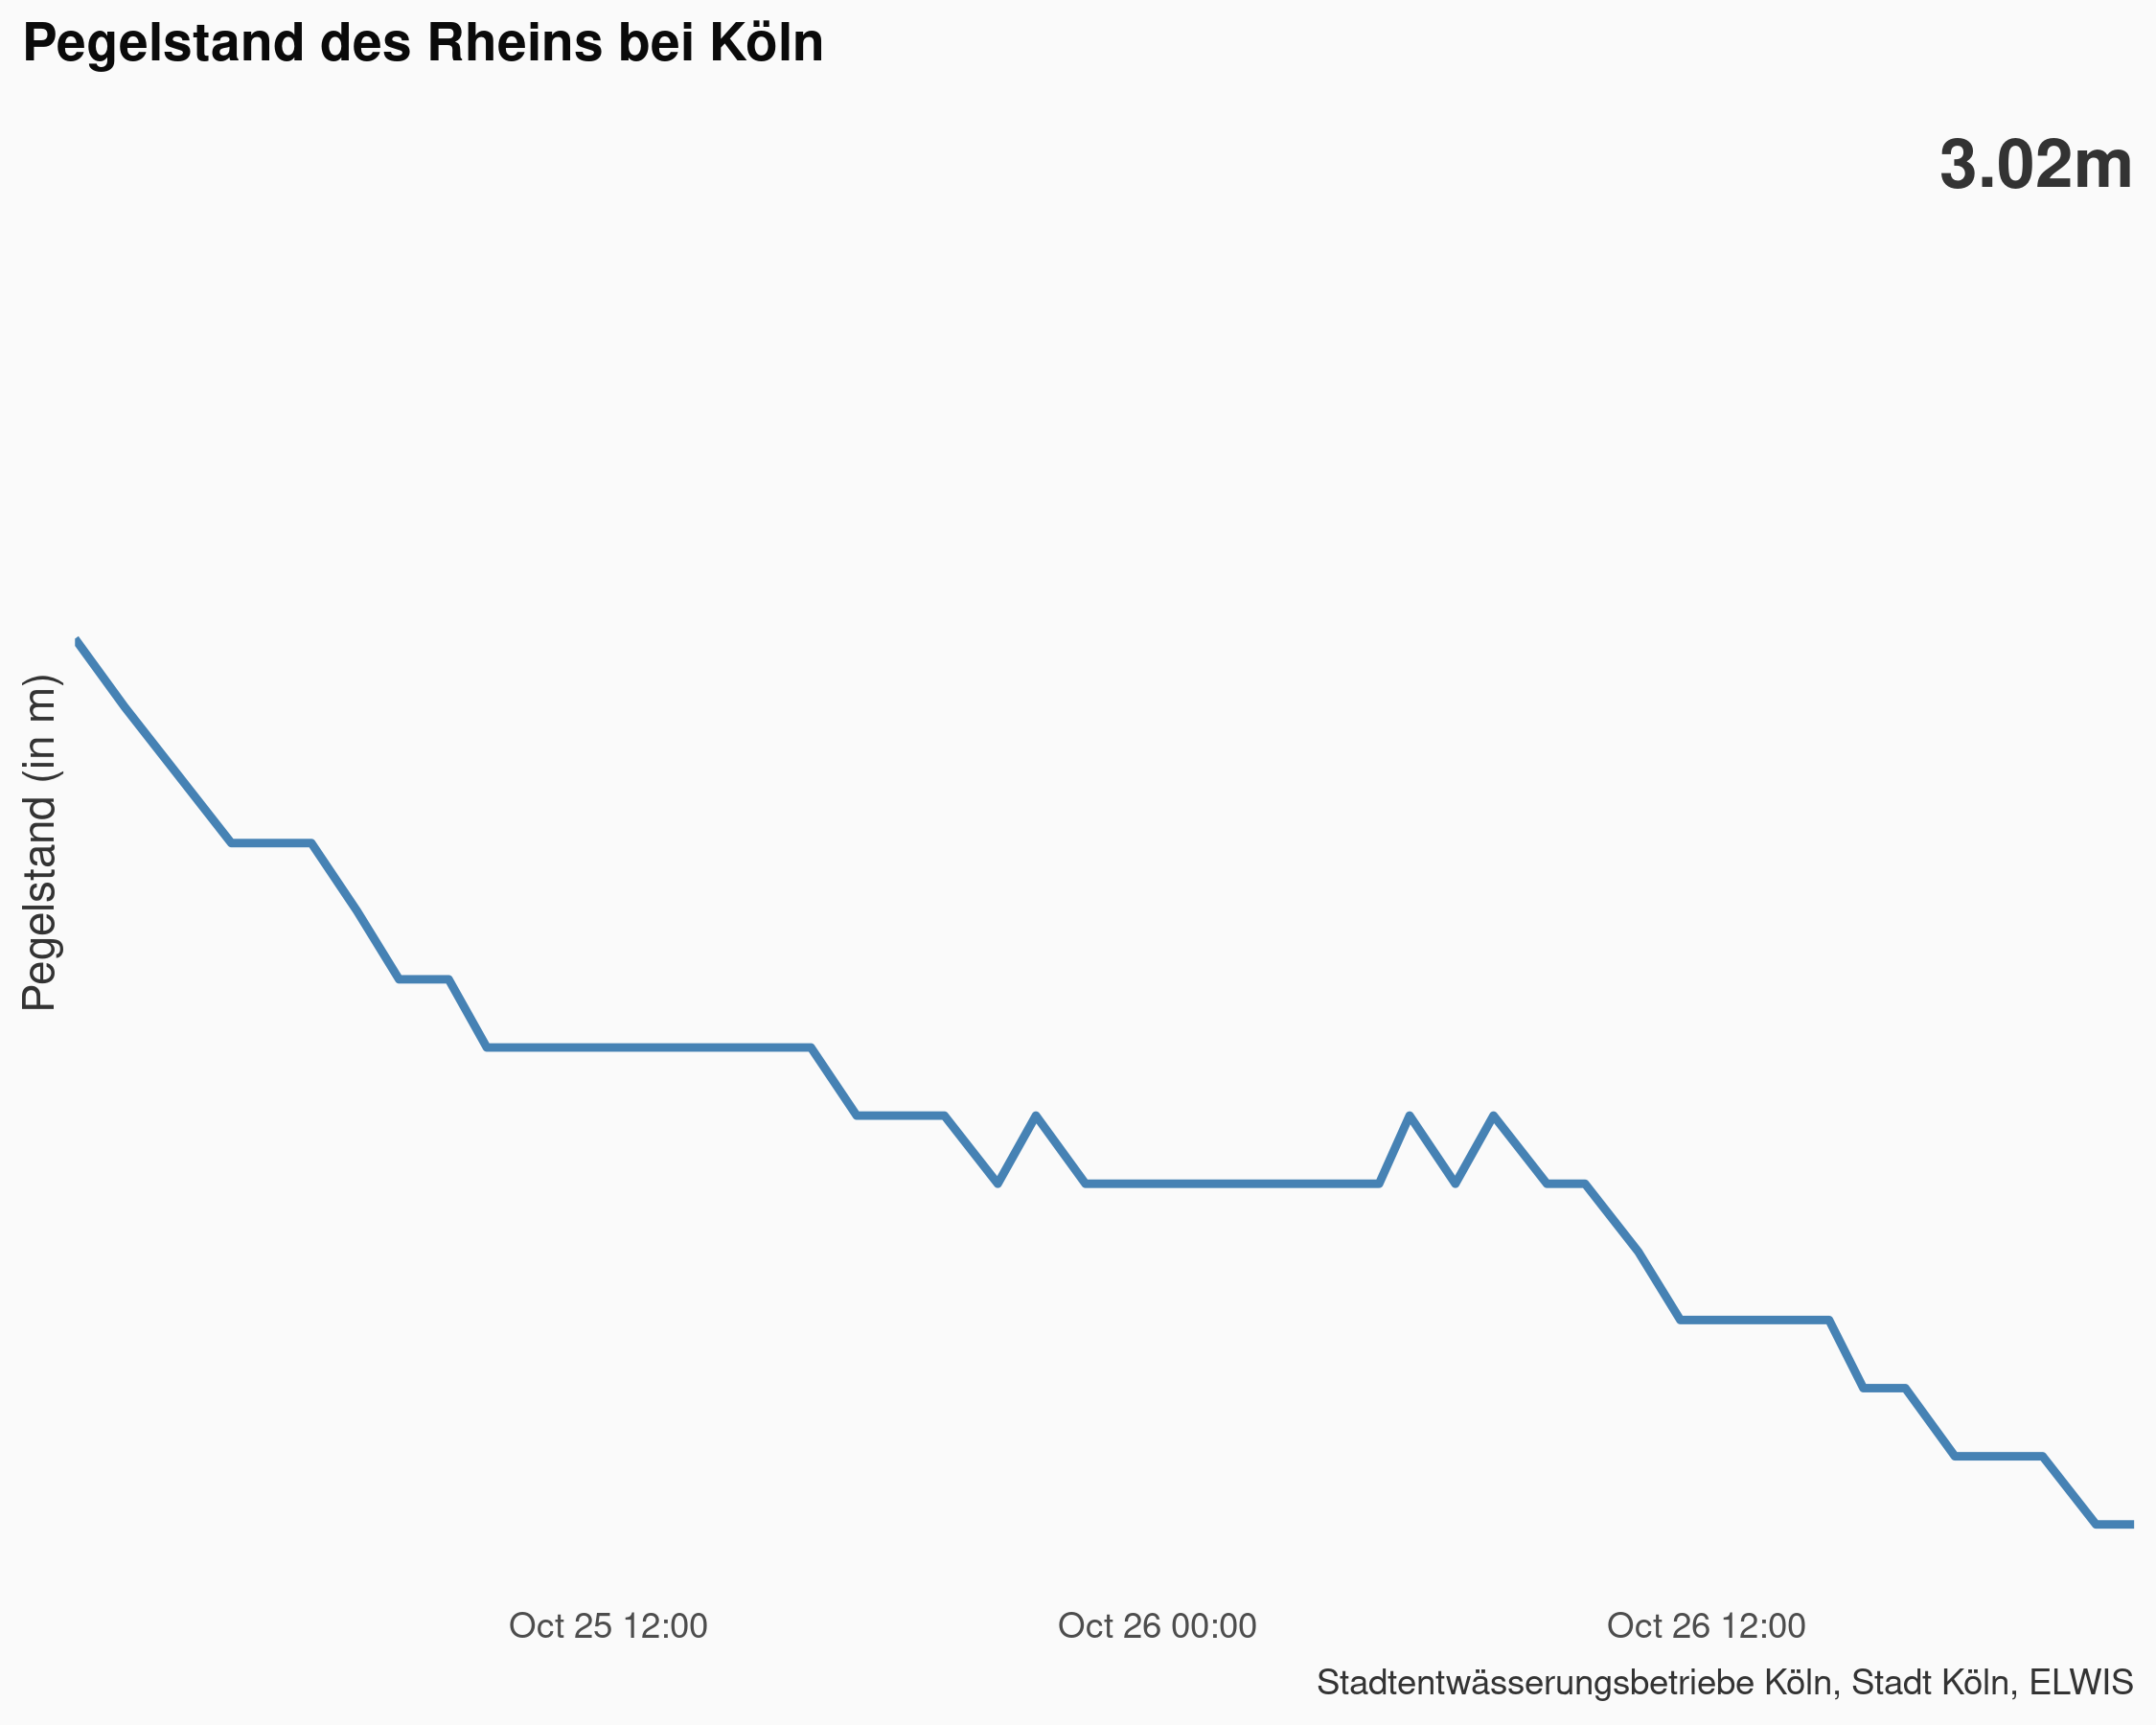 Pegelstand des Rheins bei Köln
3.02m
Pegelstand (in m)
Oct 25 12:00
Oct 26 00:00
Oct 26 12:00
Stadtentwässerungsbetriebe Köln, Stadt Köln, ELWIS